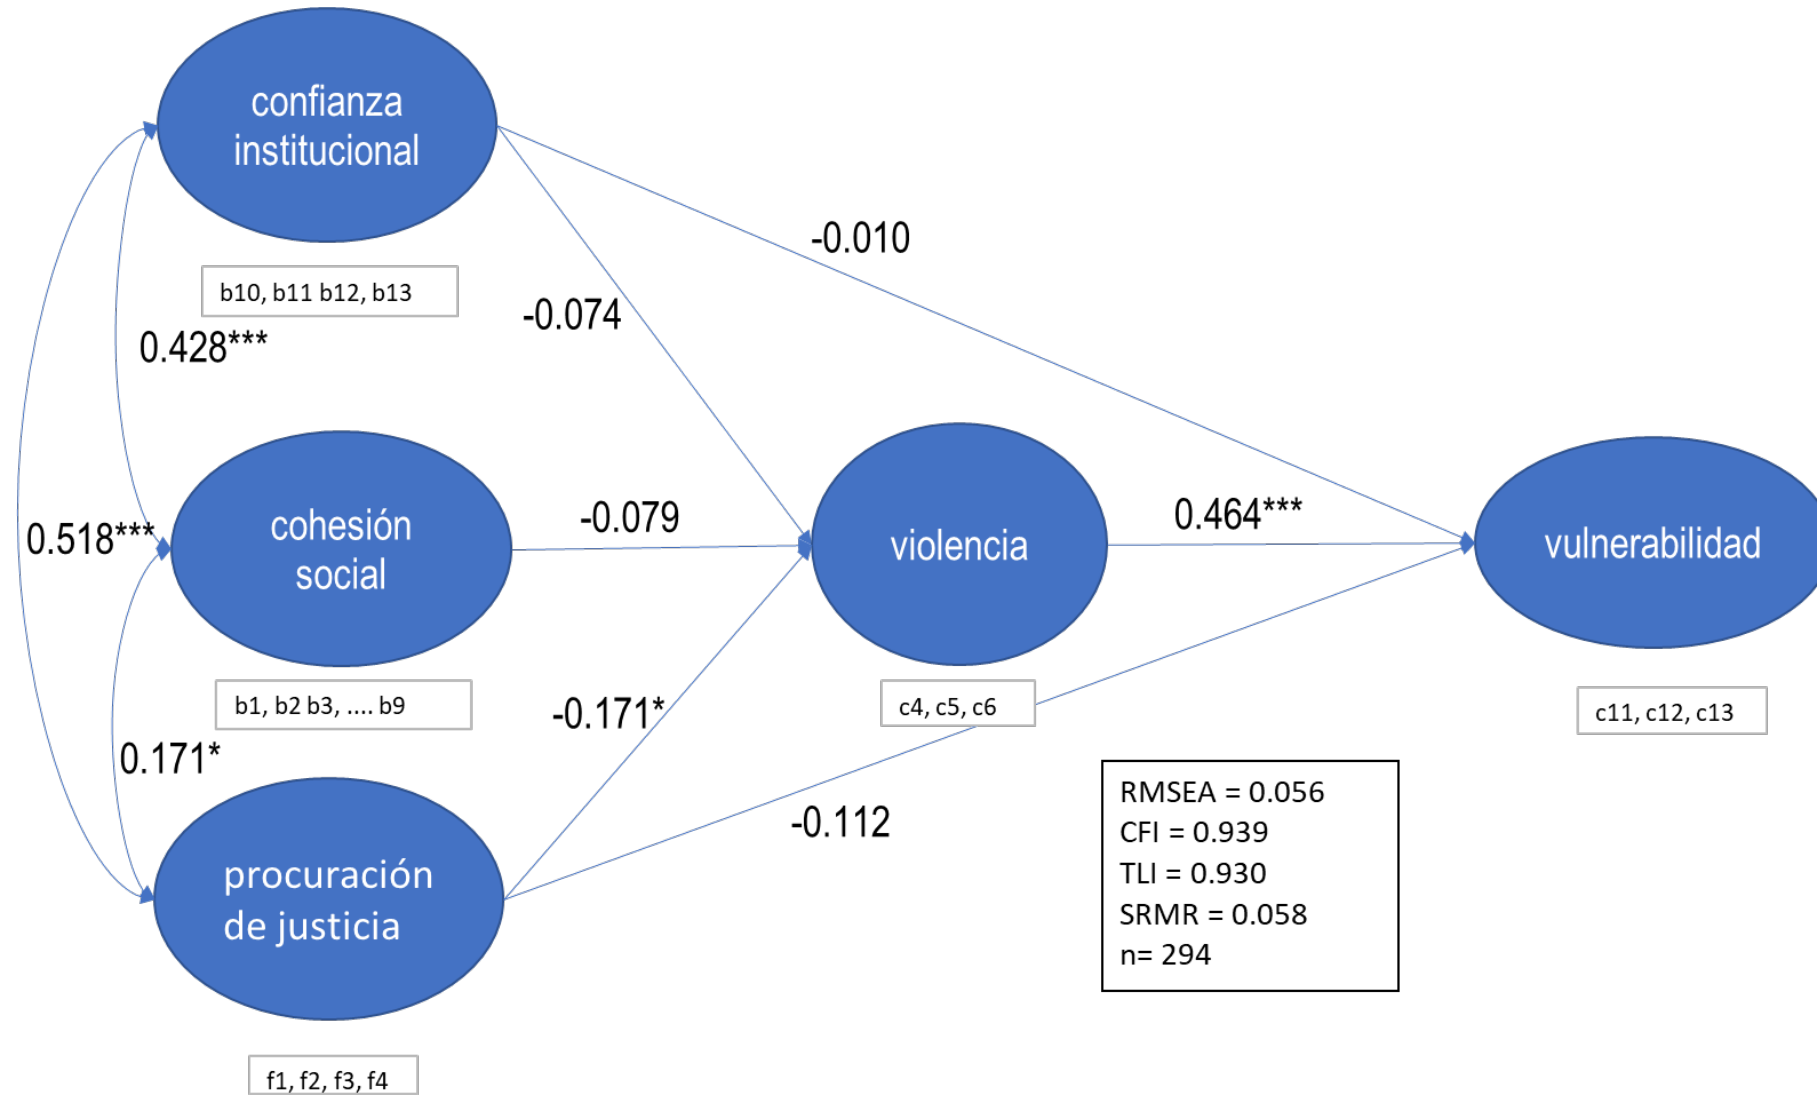 confianza
institucional
b10, b11 b12, b13
-0.010
-0.074
0.428***
0.518***
cohesión
social
-0.079
violencia
0.464***
vulnerabilidad
b1, b2 b3, .... b9
c4, c5, c6
c11, c12, c13
-0.171*
0.171*
-0.112
procuración
de justicia
f1, f2, f3, f4
RMSEA = 0.056
CFI = 0.939
TLI = 0.930
SRMR = 0.058
n= 294